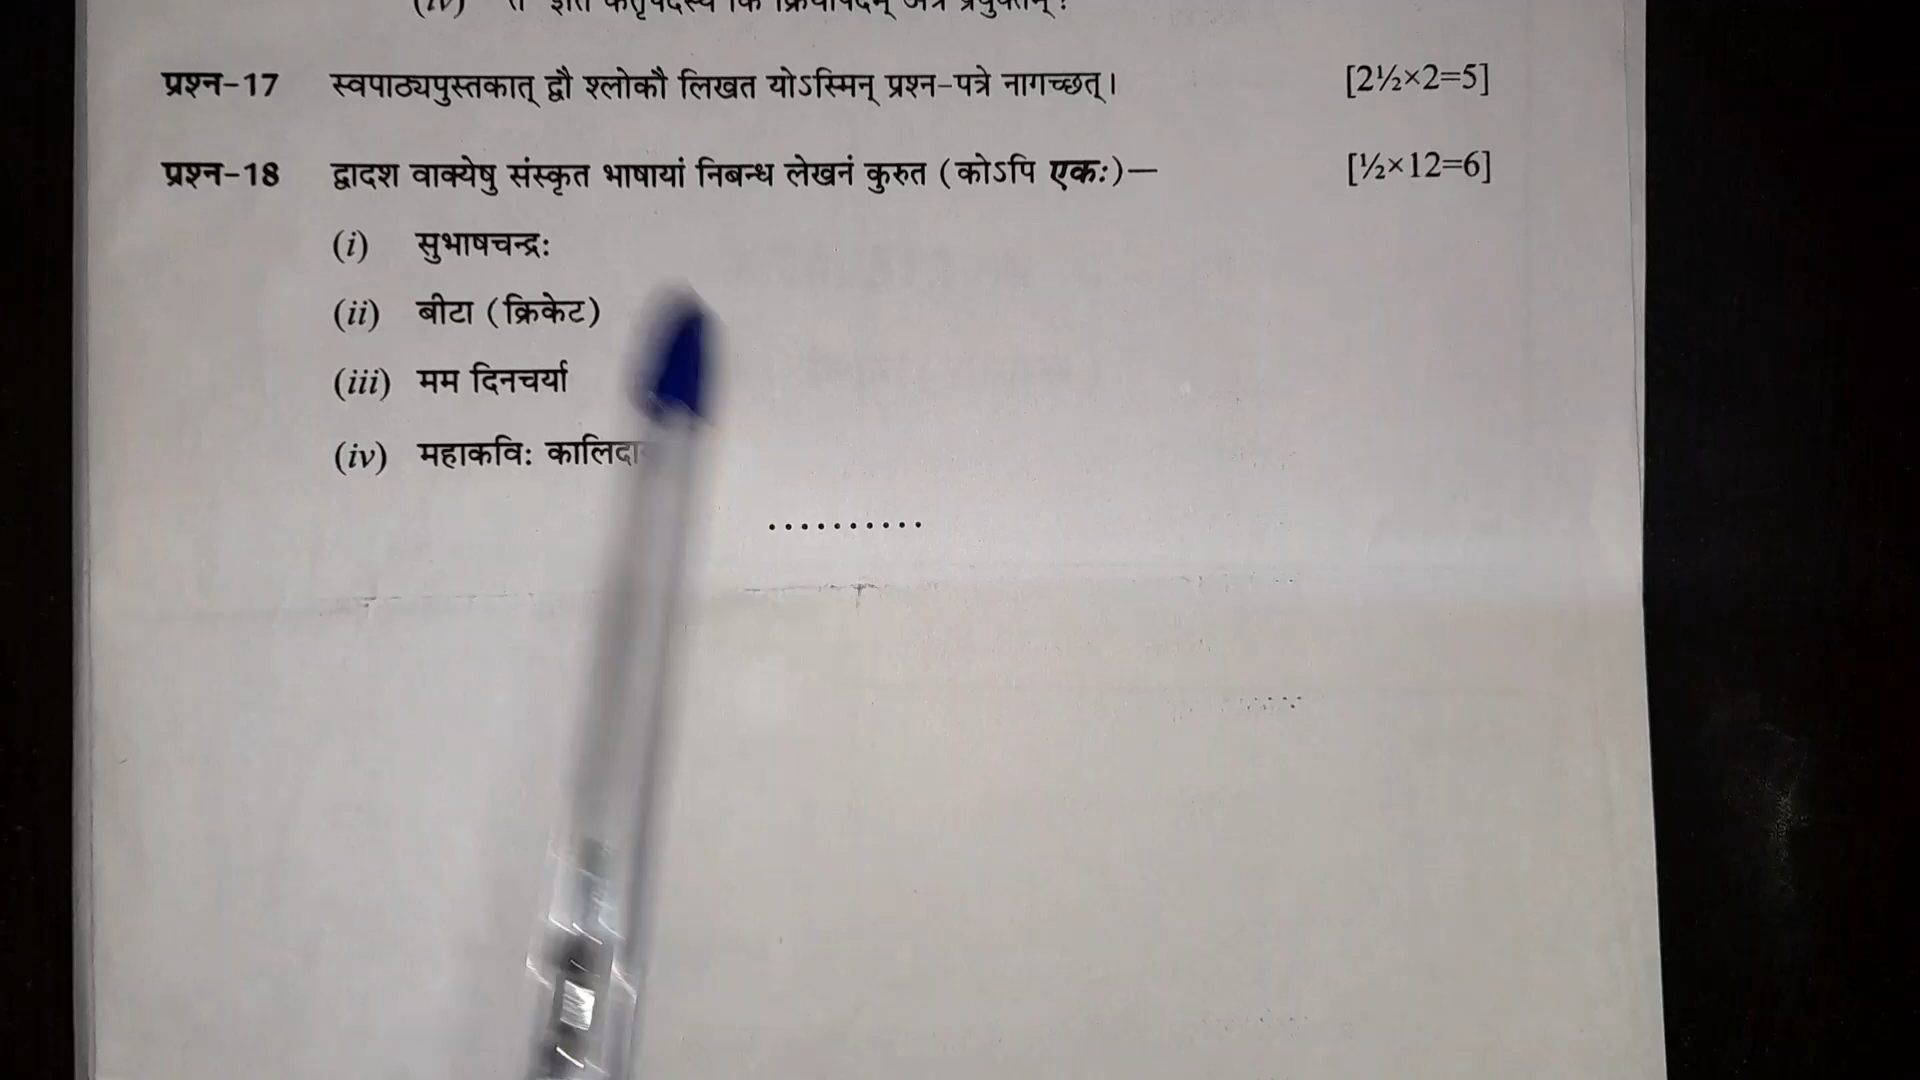 प्रश्न-17 स्वपाठ्यपुस्तकात् द्वौ श्लोकौ लिखत योऽस्मिन् प्रश्न-पत्रे नागच्छत्। [2½×2=5]
प्रश्न-18 द्वादश वाक्येषु संस्कृत भाषायां निबन्ध लेखनं कुरुत (कोऽपि एकः)— [½×12=6]
(i) सुभाषचन्द्रः
(ii) बीटा (क्रिकेट)
(iii) मम दिनचर्या
(iv) महाकविः
..........